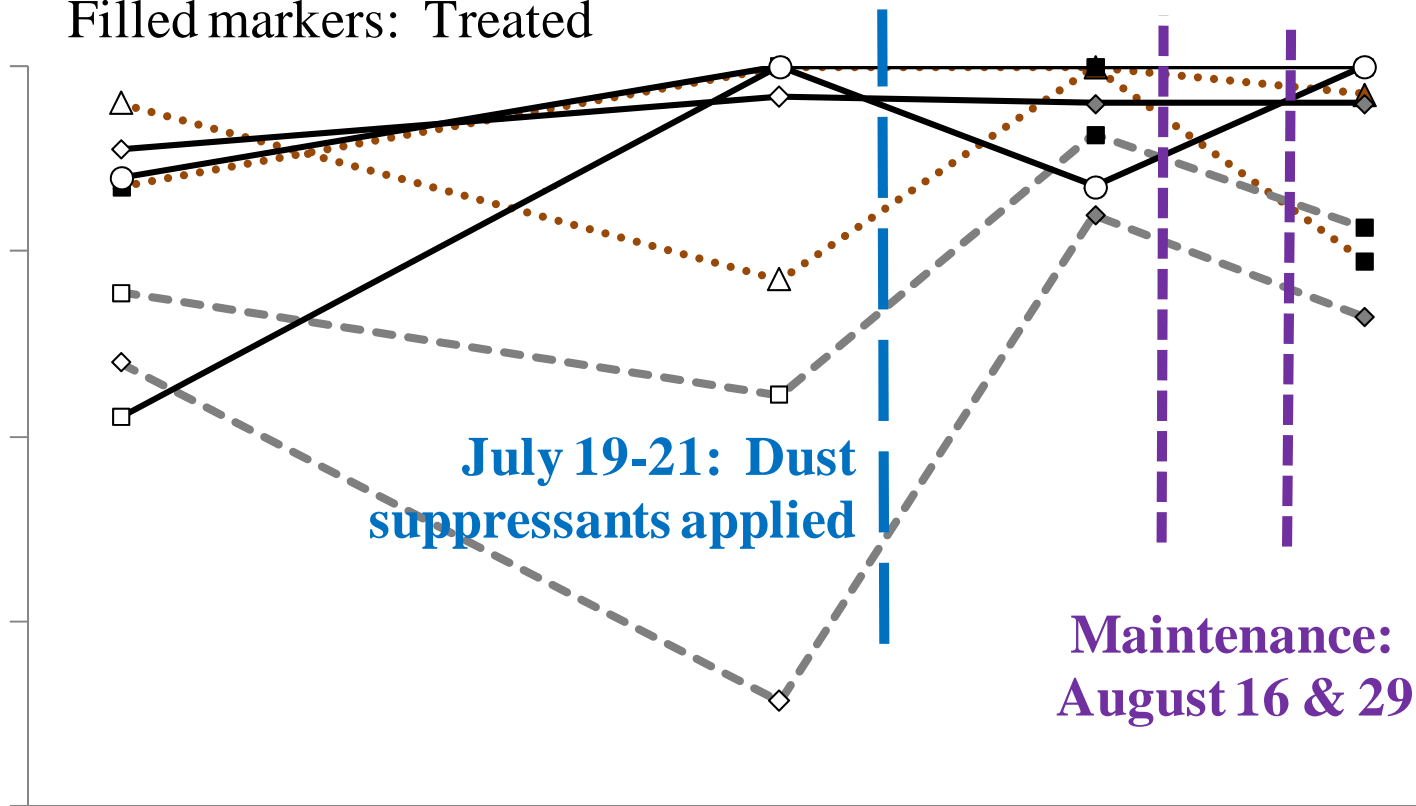 Filled markers: Treated
July 19-21: Dust
suppressants applied
Maintenance:
August 16 & 29